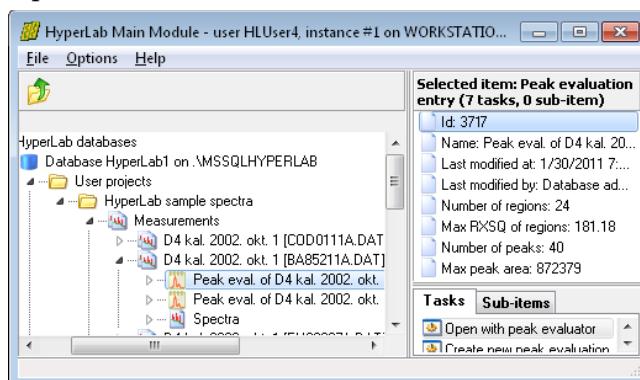 HyperLab Main Module - user HLUser4, instance #1 on WORKSTATIO...
File Options Help
HyperLab databases
Database HyperLab1 on .\MSSQLHYPERLAB
User projects
HyperLab sample spectra
Measurements
D4 kal. 2002. okt. 1 [COD0111A.DAT
D4 kal. 2002. okt. 1 [BA85211A.DAT]
Peak eval. of D4 kal. 2002. okt.
Peak eval. of D4 kal. 2002. okt.
Spectra
Selected item: Peak evaluation
entry (7 tasks, 0 sub-item)
Id: 3717
Name: Peak eval. of D4 kal. 20...
Last modified at: 1/30/2011 7:...
Last modified by: Database ad...
Number of regions: 24
Max RXSQ of regions: 181.18
Number of peaks: 40
Max peak area: 872379
Tasks Sub-items
Open with peak evaluator
Create new peak evaluation